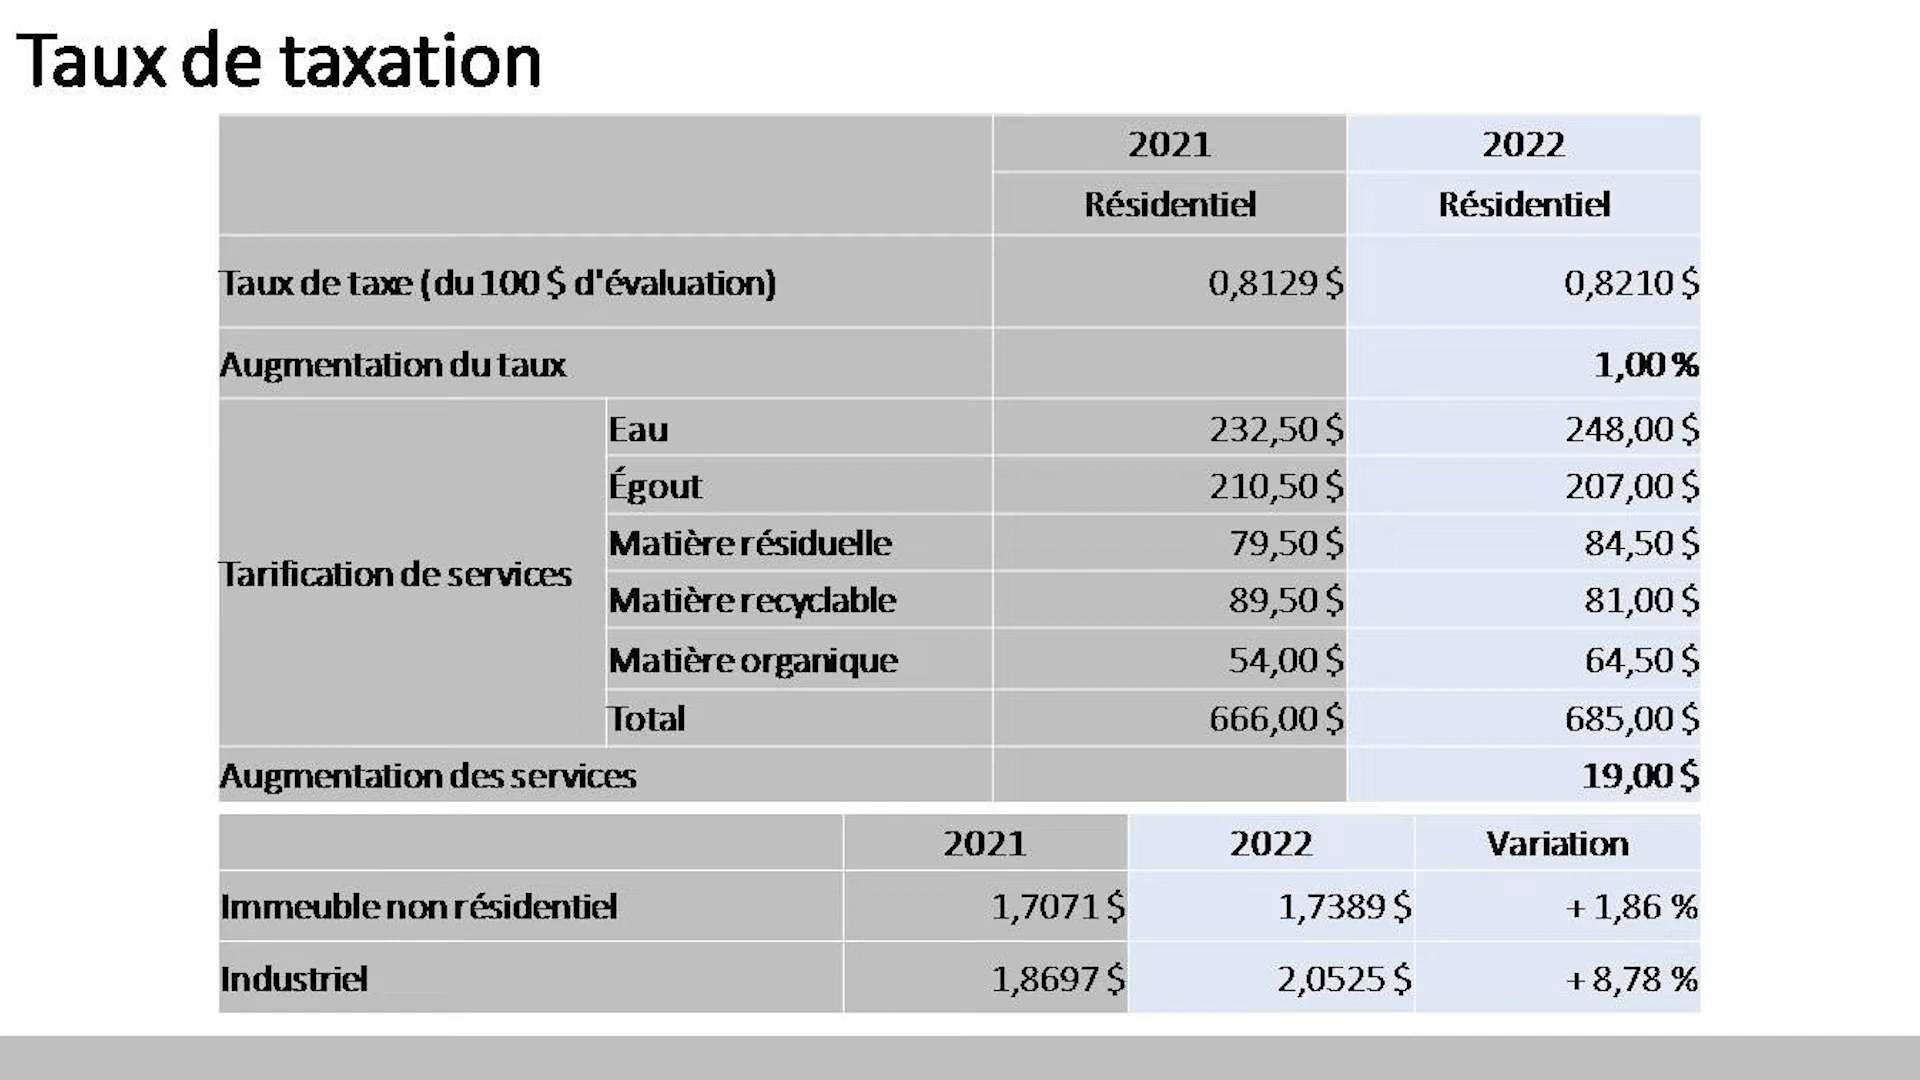 Taux de taxation
2021 2022
Résidentiel Résidentiel
Taux de taxe (du 100 $ d'évaluation) 0,8129 $ 0,8210 $
Augmentation du taux 1,00 %
Tarification de services
Eau 232,50 $ 248,00 $
Égout 210,50 $ 207,00 $
Matière résiduelle 79,50 $ 84,50 $
Matière recyclable 89,50 $ 81,00 $
Matière organique 54,00 $ 64,50 $
Total 666,00 $ 685,00 $
Augmentation des services 19,00 $
2021 2022 Variation
Immeuble non résidentiel 1,7071 $ 1,7389 $ + 1,86 %
Industriel 1,8697 $ 2,0525 $ + 8,78 %